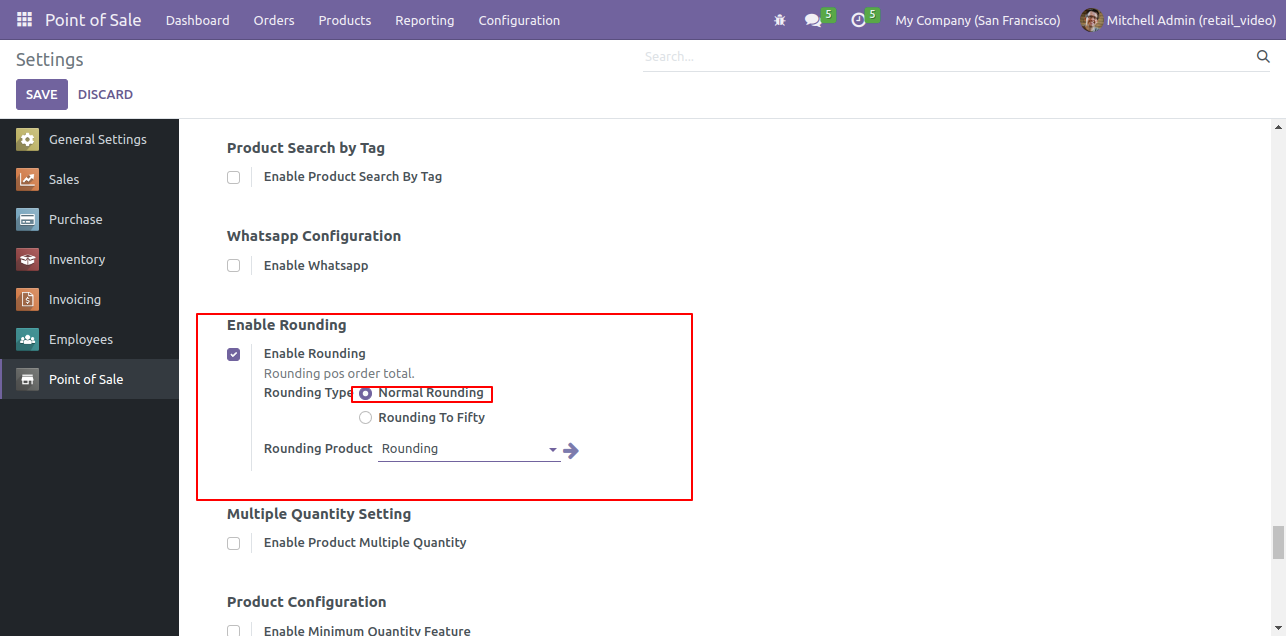 Point of Sale Dashboard Orders Products Reporting Configuration 5 5 My Company (San Francisco) Mitchell Admin (retail_video)
Settings
Search...
SAVE DISCARD
General Settings
Sales
Purchase
Inventory
Invoicing
Employees
Point of Sale
Product Search by Tag
Enable Product Search By Tag
Whatsapp Configuration
Enable Whatsapp
Enable Rounding
Enable Rounding
Rounding pos order total.
Rounding Type Normal Rounding
Rounding To Fifty
Rounding Product Rounding
Multiple Quantity Setting
Enable Product Multiple Quantity
Product Configuration
Enable Minimum Quantity Feature